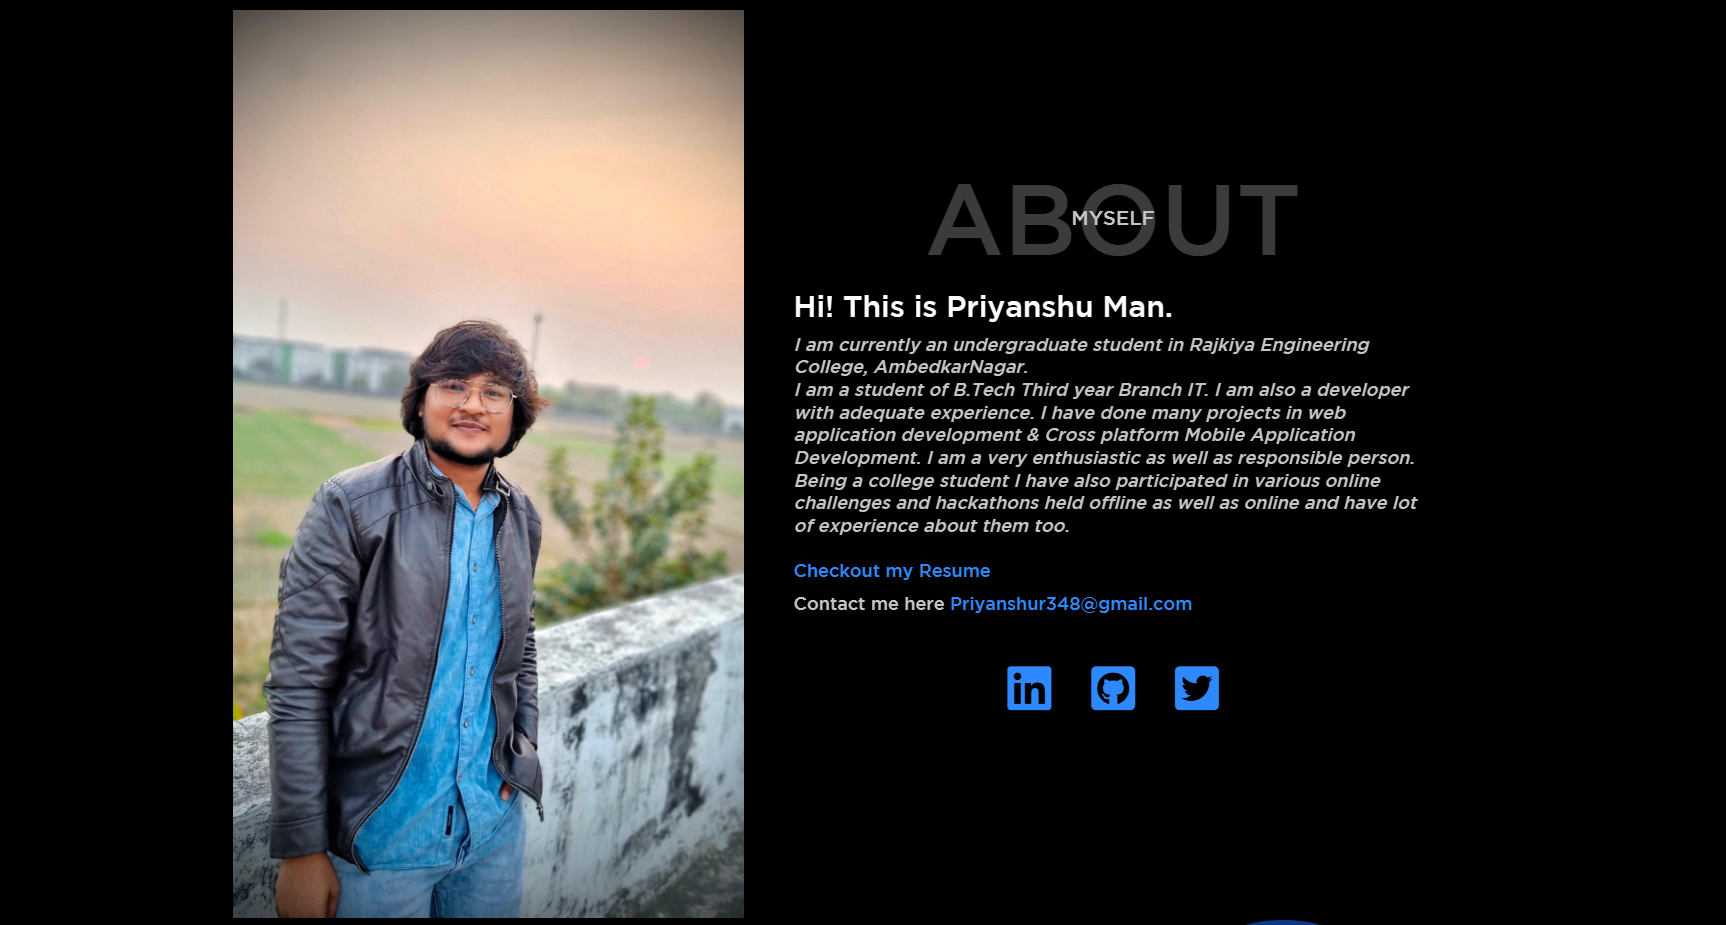 ABOUT
MYSELF
Hi! This is Priyanshu Man.
I am currently an undergraduate student in Rajkiya Engineering
College, AmbedkarNagar.
I am a student of B.Tech Third year Branch IT. I am also a developer
with adequate experience. I have done many projects in web
application development & Cross platform Mobile Application
Development. I am a very enthusiastic as well as responsible person.
Being a college student I have also participated in various online
challenges and hackathons held offline as well as online and have lot
of experience about them too.
Checkout my Resume
Contact me here Priyanshur348@gmail.com
in